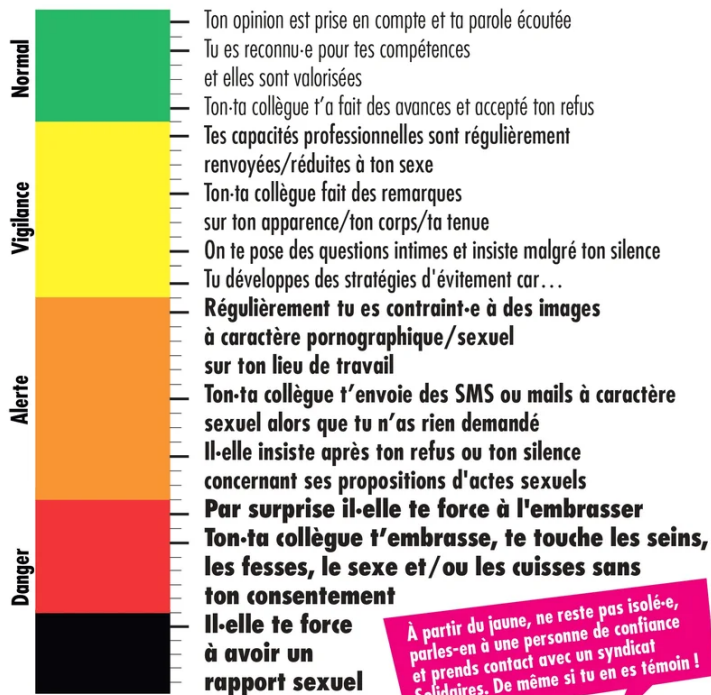 Normal
Ton opinion est prise en compte et ta parole écoutée
Tu es reconnu·e pour tes compétences
et elles sont valorisées
Ton·ta collègue t'a fait des avances et accepté ton refus
Vigilance
Tes capacités professionnelles sont régulièrement
renvoyées/réduites à ton sexe
Ton·ta collègue fait des remarques
sur ton apparence/ton corps/ta tenue
On te pose des questions intimes et insiste malgré ton silence
Tu développes des stratégies d'évitement car...
Alerte
Régulièrement tu es contraint·e à des images
à caractère pornographique/sexuel
sur ton lieu de travail
Ton·ta collègue t'envoie des SMS ou mails à caractère
sexuel alors que tu n'as rien demandé
Il·elle insiste après ton refus ou ton silence
concernant ses propositions d'actes sexuels
Danger
Par surprise il·elle te force à l'embrasser
Ton·ta collègue t'embrasse, te touche les seins,
les fesses, le sexe et/ou les cuisses sans
ton consentement
Il·elle te force
à avoir un
rapport sexuel
À partir du jaune, ne reste pas isolé·e,
parles-en à une personne de confiance
et prends contact avec un syndicat
Solidaires. De même si tu en es témoin !